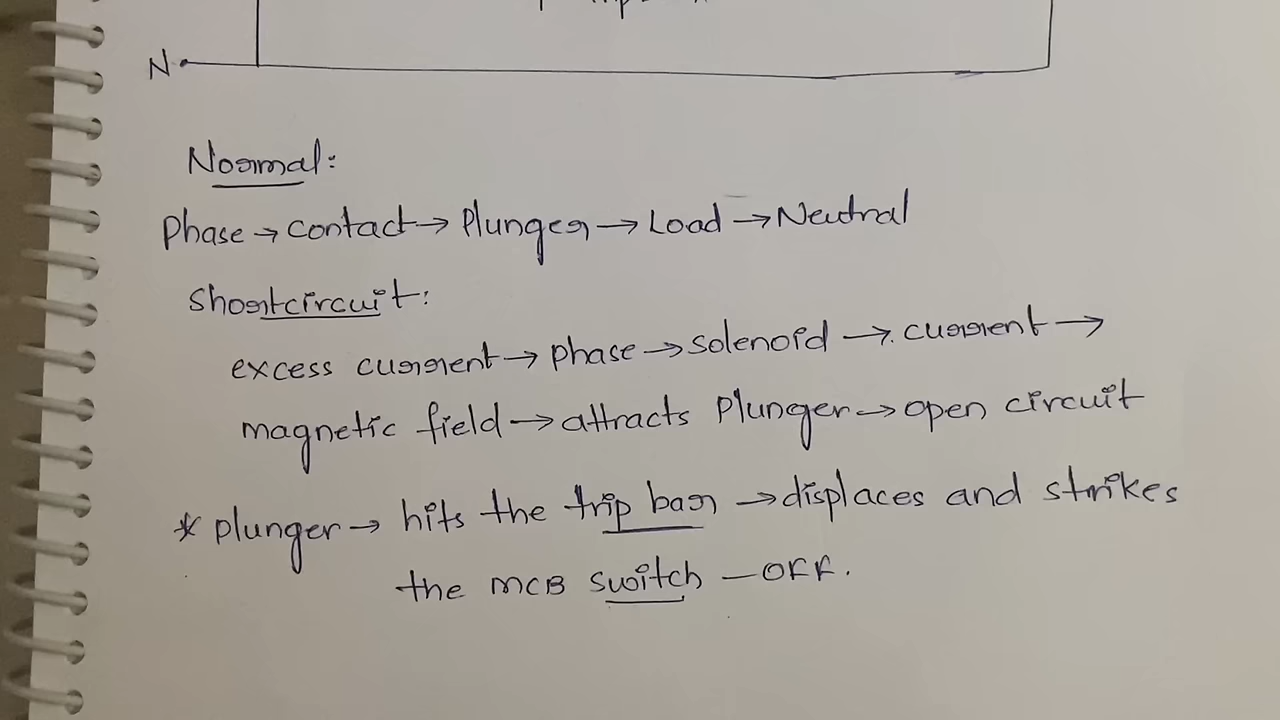 N
Normal:
Phase → contact → Plunger → Load → Neutral
Shortcircuit:
excess current → phase → solenoid → current →
magnetic field → attracts Plunger → open circuit
* plunger → hits the trip bar → displaces and strikes
the MCB switch - OFF.